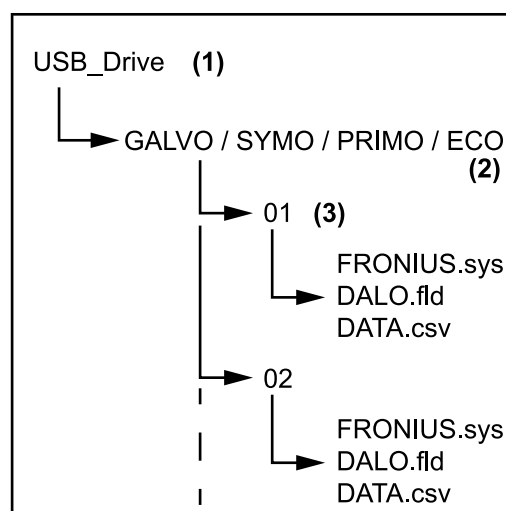 USB_Drive (1)
GALVO / SYMO / PRIMO / ECO
(2)
01 (3)
FRONIUS.sys
DALO.fld
DATA.csv
02
FRONIUS.sys
DALO.fld
DATA.csv